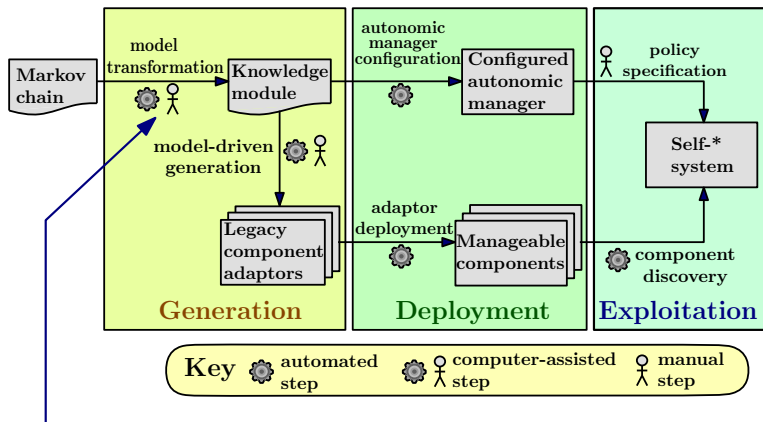 Markov
chain
model
transformation
Knowledge
module
model-driven
generation
Legacy
component
adaptors
Generation
autonomic
manager
configuration
Configured
autonomic
manager
adaptor
deployment
Manageable
components
Deployment
policy
specification
Self-*
system
component
discovery
Exploitation
Key
automated
step
computer-assisted
step
manual
step